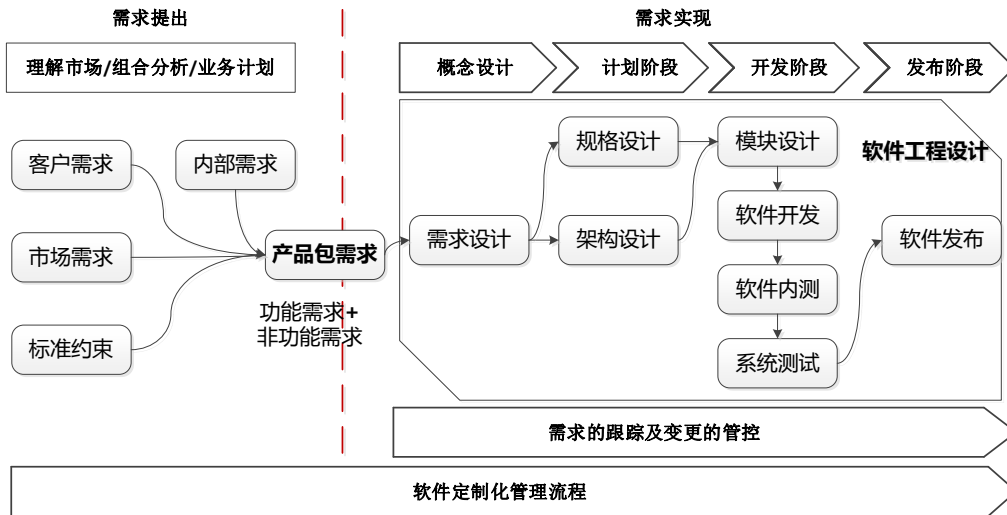 需求提出
需求实现
理解市场/组合分析/业务计划
概念设计
计划阶段
开发阶段
发布阶段
客户需求
内部需求
市场需求
标准约束
产品包需求
功能需求+
非功能需求
软件工程设计
需求设计
规格设计
架构设计
模块设计
软件开发
软件内测
系统测试
软件发布
需求的跟踪及变更的管控
软件定制化管理流程